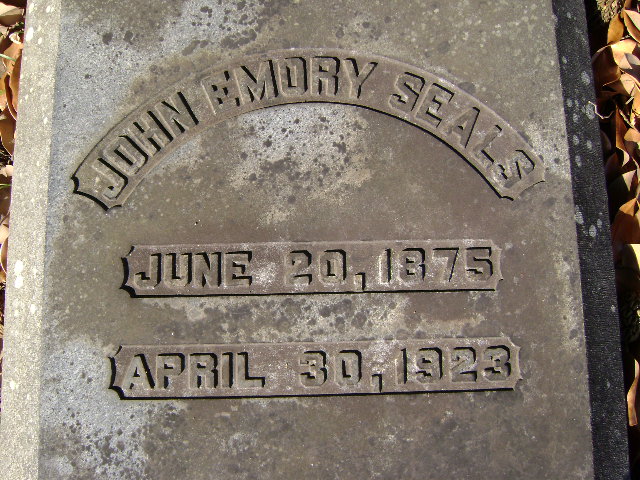 JOHN EMORY SEALS
JUNE 20, 1875
APRIL 30, 1923